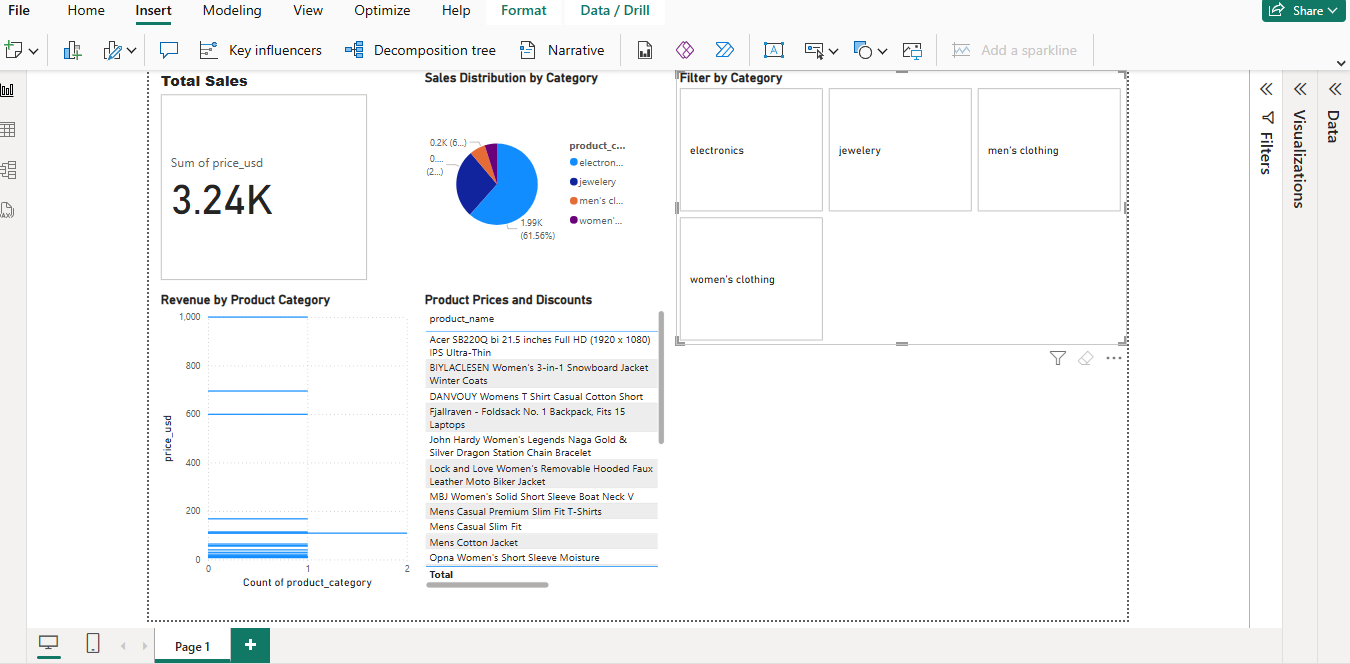 File Home Insert Modeling View Optimize Help Format Data / Drill Share
Key influencers Decomposition tree Narrative Add a sparkline
Total Sales
Sum of price_usd
3.24K
Sales Distribution by Category
0.2K (6...)
0....
(2...)
1.99K
(61.56%)
product_c...
electron...
jewelery
men's cl...
women'...
Filter by Category
electronics
jewelery
men's clothing
women's clothing
Revenue by Product Category
1,000
800
600
400
200
0
price_usd
0 1 2
Count of product_category
Product Prices and Discounts
product_name
Acer SB220Q bi 21.5 inches Full HD (1920 x 1080)
IPS Ultra-Thin
BIYLACLESEN Women's 3-in-1 Snowboard Jacket
Winter Coats
DANVOUY Womens T Shirt Casual Cotton Short
Fjallraven - Foldsack No. 1 Backpack, Fits 15
Laptops
John Hardy Women's Legends Naga Gold &
Silver Dragon Station Chain Bracelet
Lock and Love Women's Removable Hooded Faux
Leather Moto Biker Jacket
MBJ Women's Solid Short Sleeve Boat Neck V
Mens Casual Premium Slim Fit T-Shirts
Mens Casual Slim Fit
Mens Cotton Jacket
Opna Women's Short Sleeve Moisture
Total
Filters
Visualizations
Data
Page 1